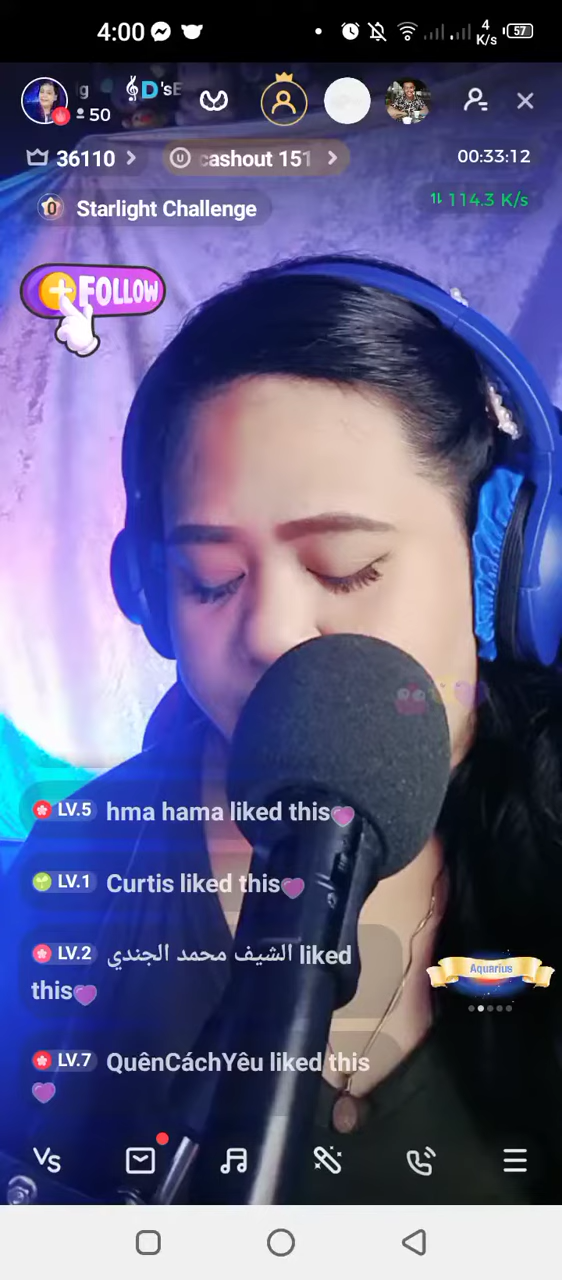 4:00
4
K/s
57
g
D'sE
50
36110
cashout 151
00:33:12
Starlight Challenge
114.3 K/s
FOLLOW
LV.5 hma hama liked this
LV.1 Curtis liked this
LV.2 الشيف محمد الجندي liked
this
Aquarius
LV.7 QuênCáchYêu liked this
VS